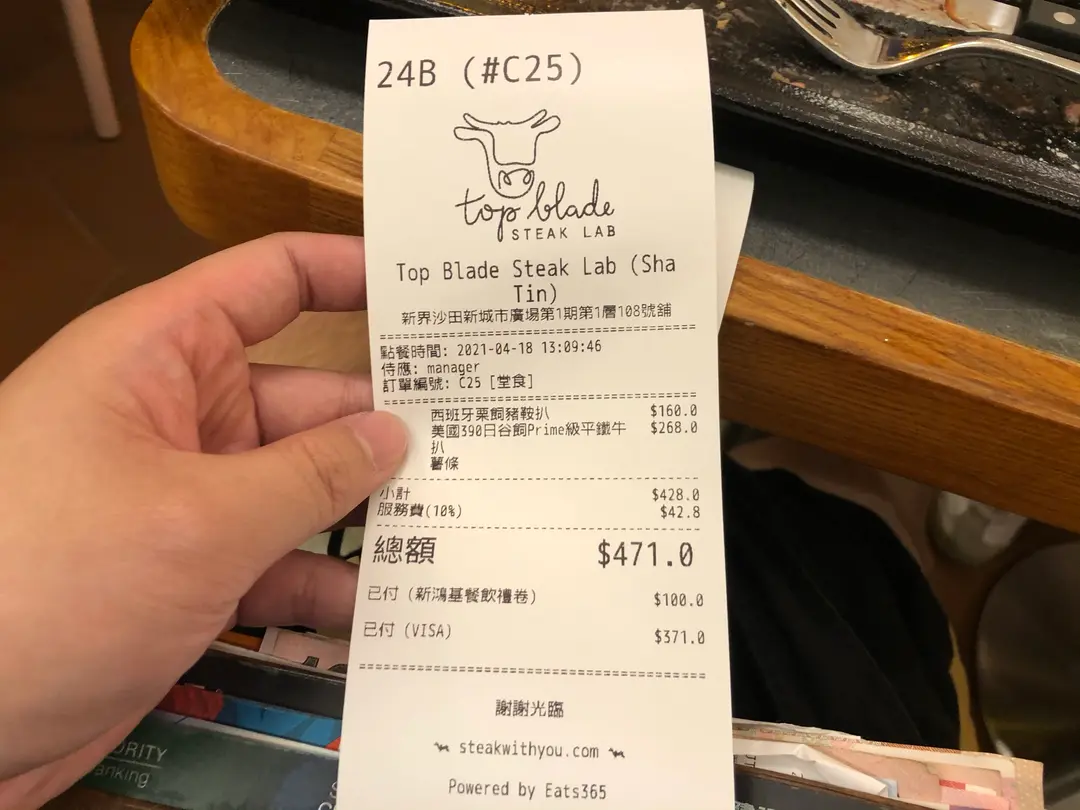 24B (#C25)
top blade
STEAK LAB
Top Blade Steak Lab (Sha
Tin)
新界沙田新城市廣場第1期第1層108號舖
點餐時間: 2021-04-18 13:09:46
侍應: manager
訂單編號: C25 [堂食]
西班牙栗飼豬鞍扒 $160.0
美國390日谷飼Prime級平鐵牛 $268.0
扒
薯條
小計 $428.0
服務費(10%) $42.8
總額 $471.0
已付 (新鴻基餐飲禮卷) $100.0
已付 (VISA) $371.0
謝謝光臨
steakwithyou.com
Powered by Eats365